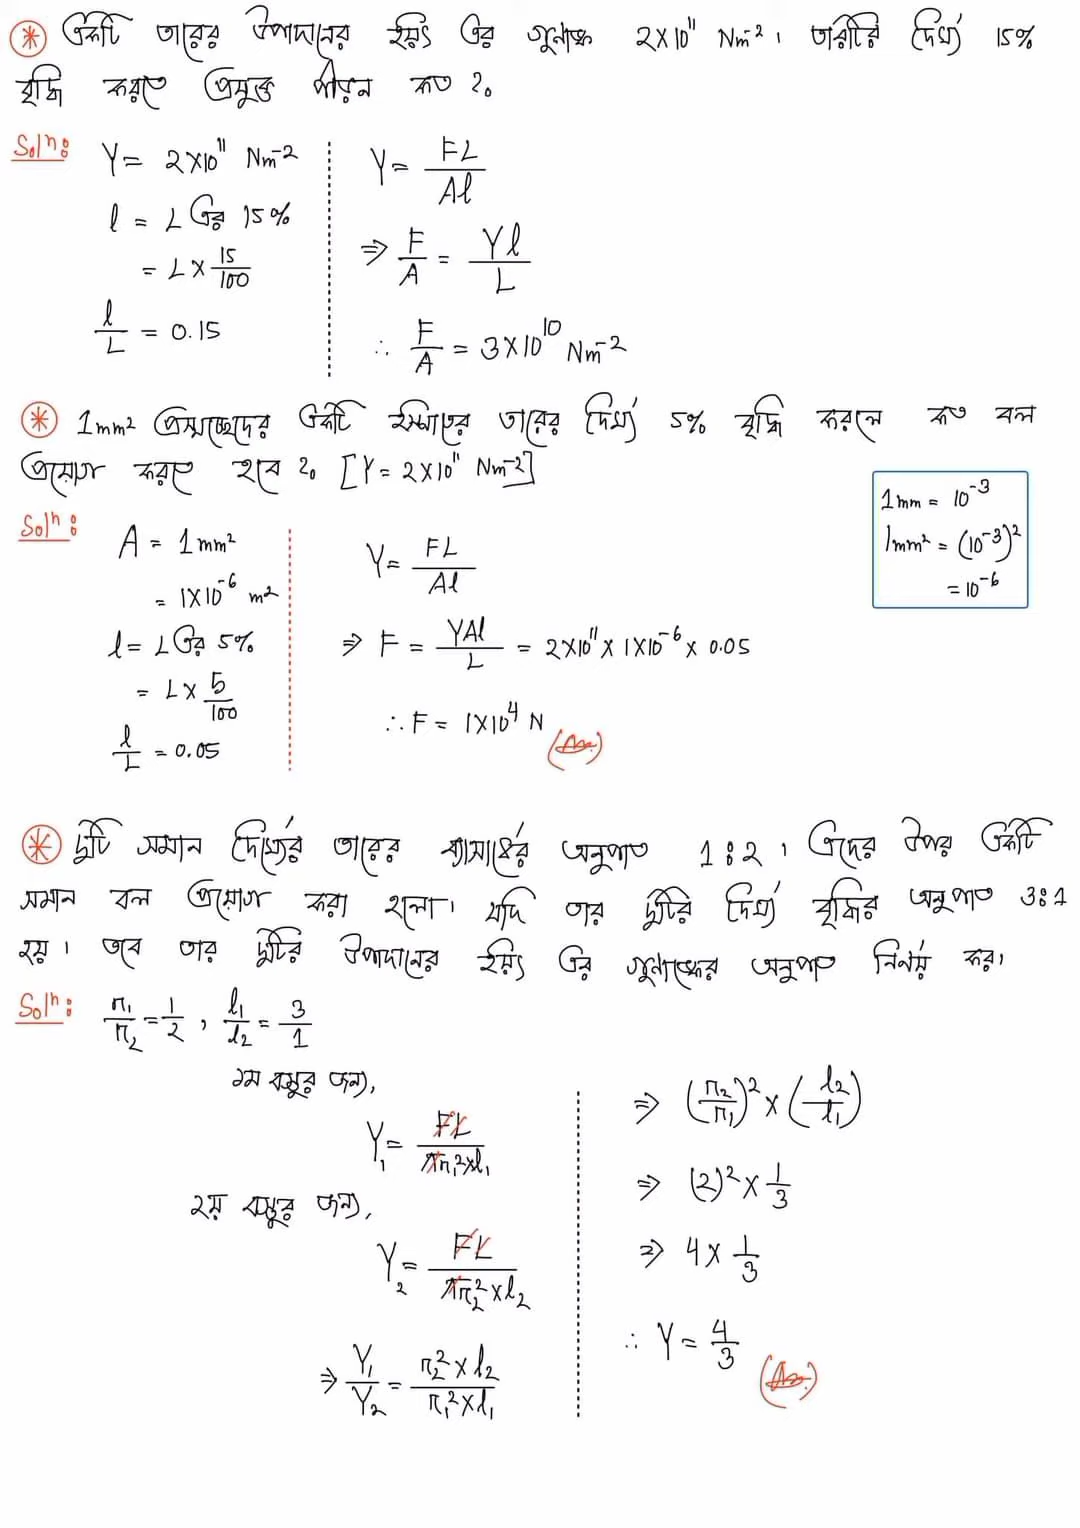 * একটি তারের উপাদানের ইয়ং এর গুনাঙ্ক 2×10¹¹ Nm⁻²। তারটির দৈর্ঘ্য 15%
বৃদ্ধি করতে প্রযুক্ত পীড়ন কত ?
Solⁿ:
Y = 2×10¹¹ Nm⁻²
l = L এর 15%
= L × 15/100
l/L = 0.15
Y = FL/Al
⇒ F/A = Yl/L
∴ F/A = 3×10¹⁰ Nm⁻²
* 1mm² প্রস্থচ্ছেদের একটি ইস্পাতের তারের দৈর্ঘ্য 5% বৃদ্ধি করলে কত বল
প্রয়োগ করতে হবে ? [Y = 2×10¹¹ Nm⁻²]
1mm = 10⁻³
1mm² = (10⁻³)²
= 10⁻⁶
Solⁿ:
A = 1mm²
= 1×10⁻⁶ m²
l = L এর 5%
= L × 5/100
l/L = 0.05
Y = FL/Al
⇒ F = YAl/L = 2×10¹¹ × 1×10⁻⁶ × 0.05
∴ F = 1×10⁴ N (Ans.)
* দুটি সমান দৈর্ঘ্যের তারের ব্যাসার্ধের অনুপাত 1:2। এদের উপর একটি
সমান বল প্রয়োগ করা হলো। যদি তার দুটির দৈর্ঘ্য বৃদ্ধির অনুপাত 3:1
হয়। তবে তার দুটির উপাদানের ইয়ং এর গুনাঙ্কের অনুপাত নির্ণয় কর।
Solⁿ: r₁/r₂ = 1/2, l₁/l₂ = 3/1
১ম বস্তুর জন্য,
Y₁ = FL/πr₁²×l₁
২য় বস্তুর জন্য,
Y₂ = FL/πr₂²×l₂
⇒ Y₁/Y₂ = r₂²×l₂/r₁²×l₁
⇒ (r₂/r₁)² × (l₂/l₁)
⇒ (2)² × 1/3
⇒ 4 × 1/3
∴ Y = 4/3 (Ans.)